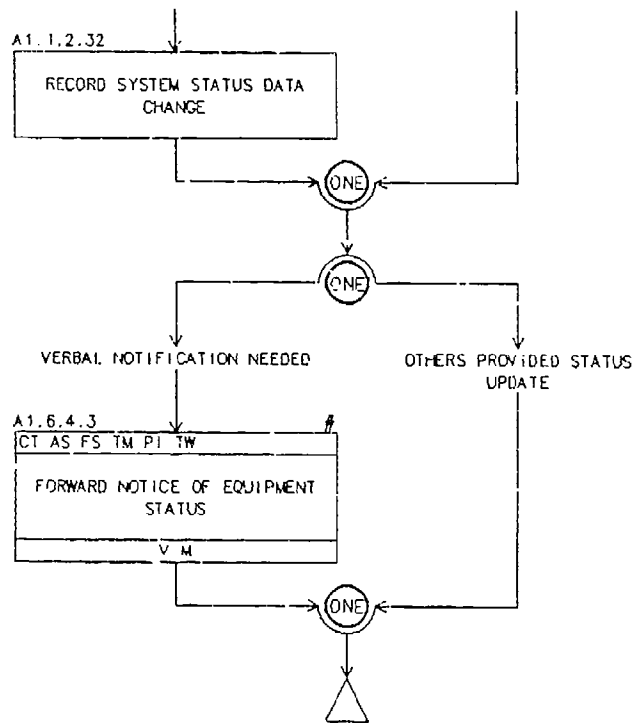 A1.1.2.32
RECORD SYSTEM STATUS DATA
CHANGE
ONE
ONE
VERBAL NOTIFICATION NEEDED
OTHERS PROVIDED STATUS
UPDATE
A1.6.4.3 #
CT AS FS TM PI TW
FORWARD NOTICE OF EQUIPMENT
STATUS
V M
ONE